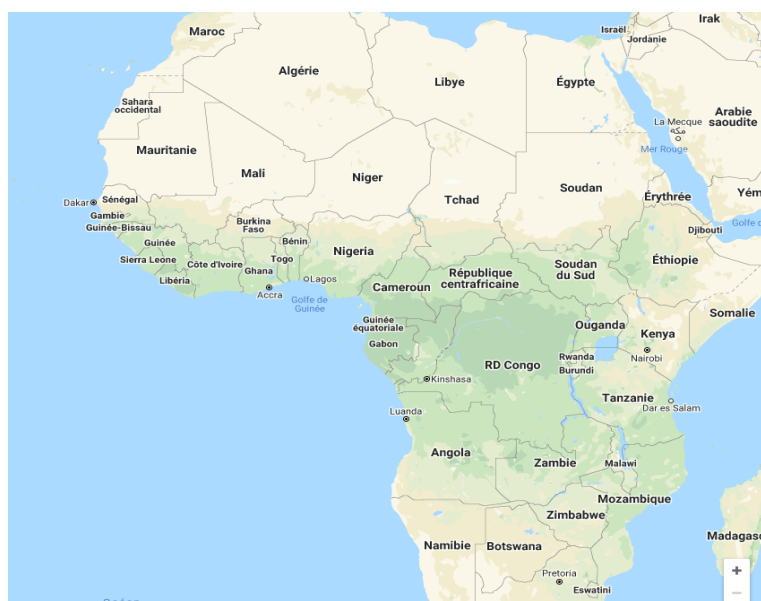 Maroc
Israël
Irak
Jordanie
Algérie
Libye
Égypte
Sahara
occidental
La Mecque
مكة
Arabie
saoudite
Mauritanie
Mer Rouge
Mali
Niger
Tchad
Soudan
Érythrée
Yém
Dakar
Sénégal
Gambie
Guinée-Bissau
Burkina
Faso
Djibouti
Golfe d
Guinée
Bénin
Nigeria
Sierra Leone
Côte d'Ivoire
Togo
Ghana
Libéria
Accra
Lagos
Golfe de
Guinée
Cameroun
République
centrafricaine
Soudan
du Sud
Éthiopie
Somalie
Guinée
équatoriale
Gabon
Ouganda
Kenya
Nairobi
RD Congo
Rwanda
Burundi
Kinshasa
Tanzanie
Dar es Salam
Luanda
Angola
Zambie
Malawi
Mozambique
Zimbabwe
Madagasc
Namibie
Botswana
Pretoria
Eswatini
+
−